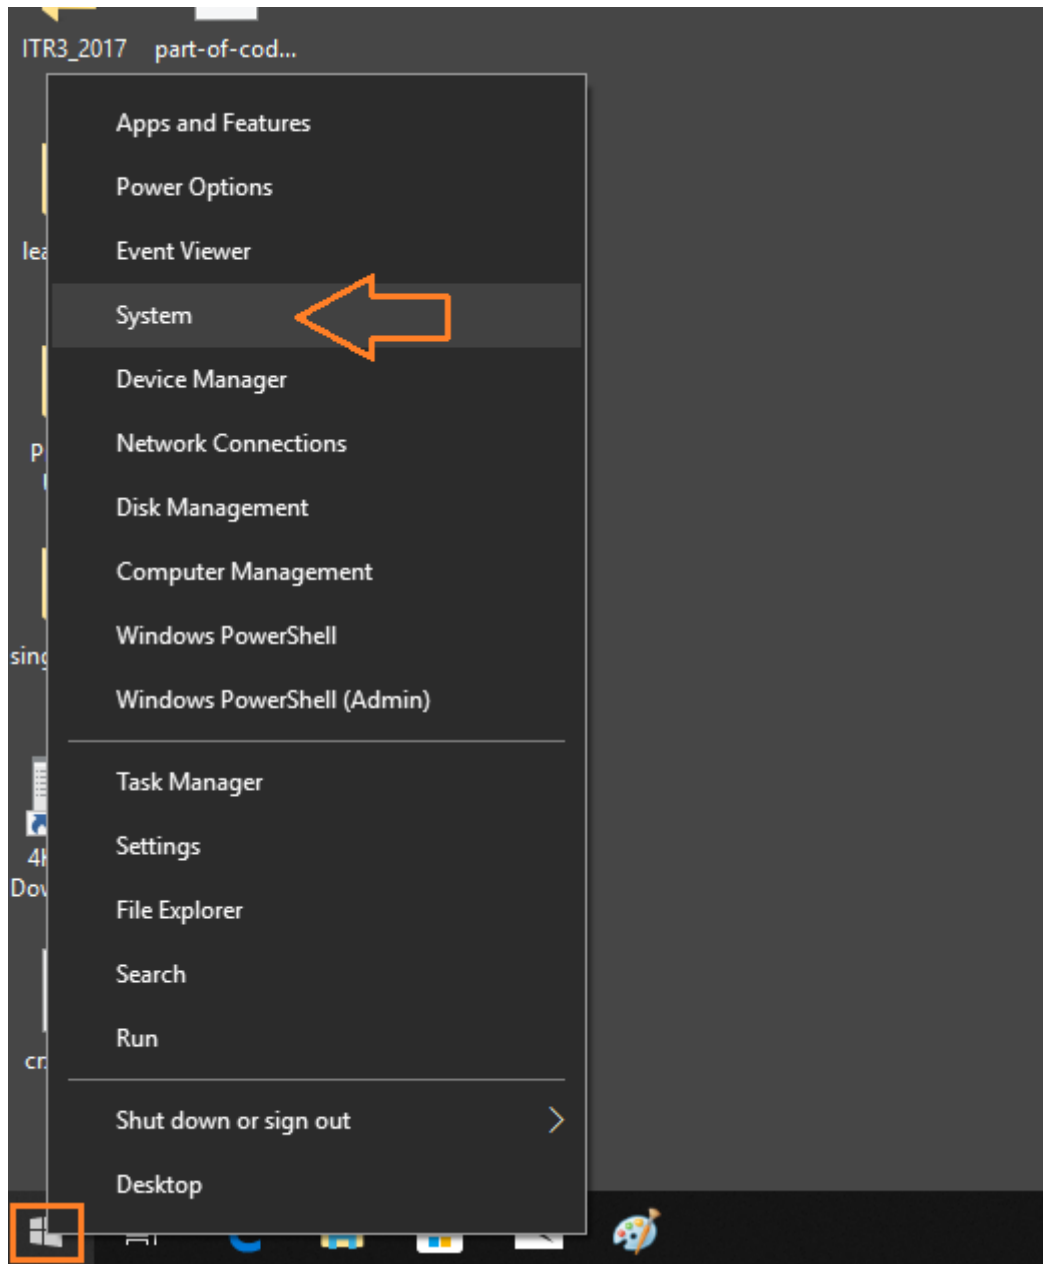 ITR3_2017 part-of-cod...
Apps and Features
Power Options
Event Viewer
System
Device Manager
Network Connections
Disk Management
Computer Management
Windows PowerShell
Windows PowerShell (Admin)
Task Manager
Settings
File Explorer
Search
Run
Shut down or sign out
Desktop